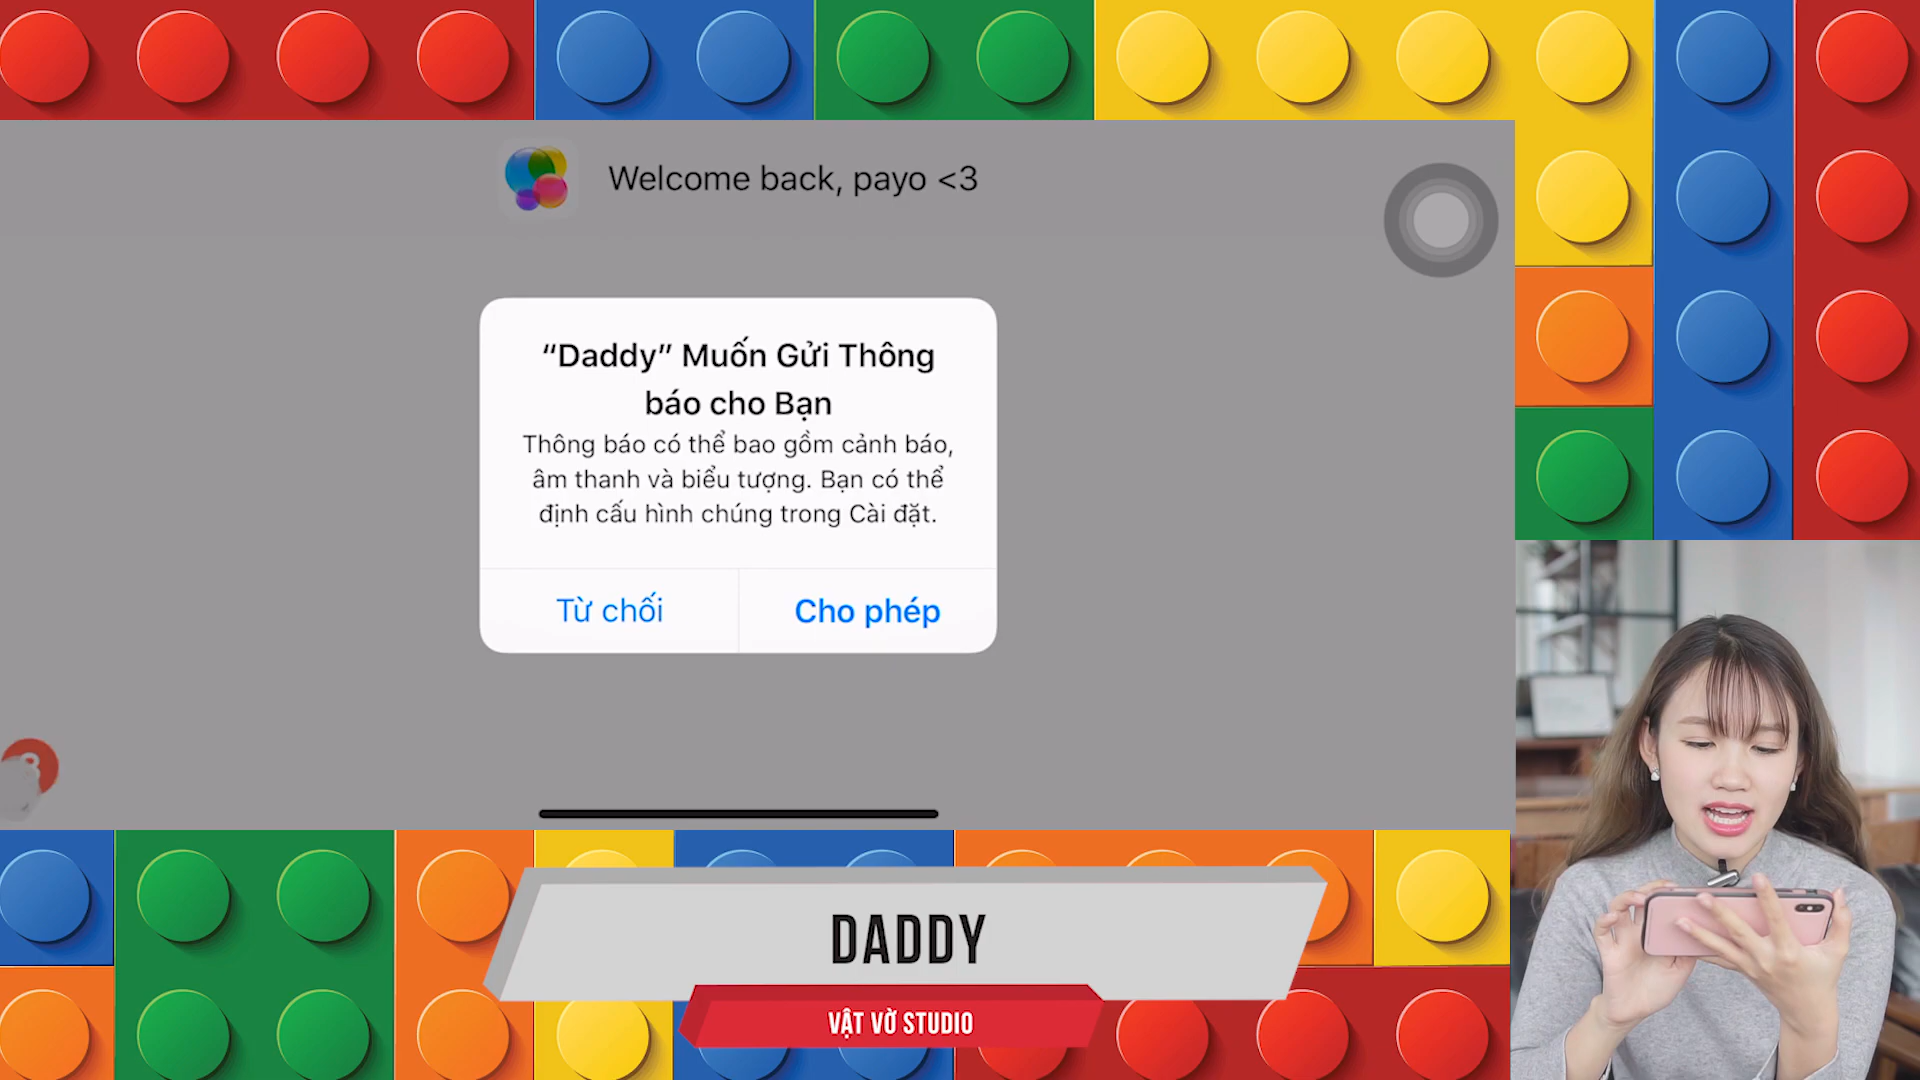 Welcome back, payo <3
“Daddy” Muốn Gửi Thông
báo cho Bạn
Thông báo có thể bao gồm cảnh báo,
âm thanh và biểu tượng. Bạn có thể
định cấu hình chúng trong Cài đặt.
Từ chối
Cho phép
DADDY
VẬT VỜ STUDIO